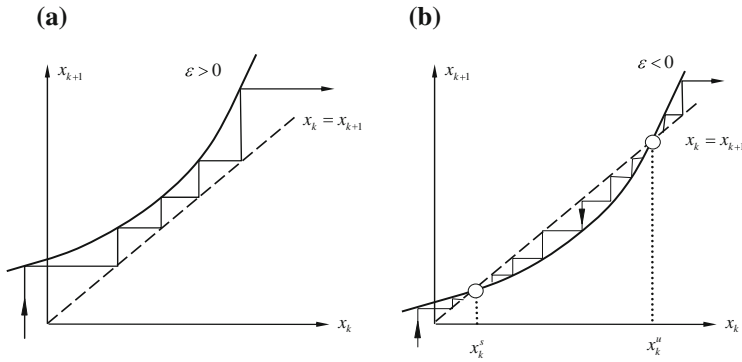 (a)
x_{k+1}
ε > 0
x_k = x_{k+1}
x_k
(b)
x_{k+1}
ε < 0
x_k = x_{k+1}
x_k
x_k^s
x_k^u